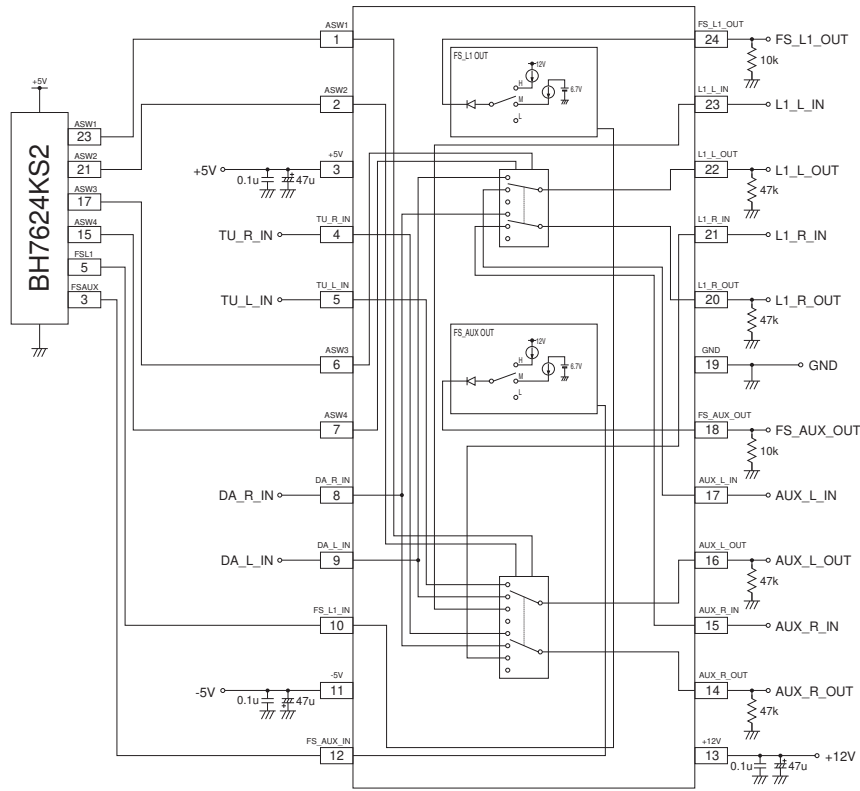 +5V
BH7624KS2
ASW1
23
ASW2
21
ASW3
17
ASW4
15
FSL1
5
FSAUX
3
ASW1
1
ASW2
2
+5V
+5V
3
0.1u
47u
TU_R_IN
TU_R_IN
4
TU_L_IN
TU_L_IN
5
ASW3
6
ASW4
7
DA_R_IN
DA_R_IN
8
DA_L_IN
DA_L_IN
9
FS_L1_IN
10
-5V
-5V
11
0.1u
47u
FS_AUX_IN
12
FS_L1 OUT
12V
H
M
L
6.7V
FS_AUX OUT
12V
H
M
L
6.7V
FS_L1_OUT
24
FS_L1_OUT
10k
L1_L_IN
23
L1_L_IN
L1_L_OUT
22
L1_L_OUT
47k
L1_R_IN
21
L1_R_IN
L1_R_OUT
20
L1_R_OUT
47k
GND
19
GND
FS_AUX_OUT
18
FS_AUX_OUT
10k
AUX_L_IN
17
AUX_L_IN
AUX_L_OUT
16
AUX_L_OUT
47k
AUX_R_IN
15
AUX_R_IN
AUX_R_OUT
14
AUX_R_OUT
47k
+12V
13
+12V
0.1u
47u